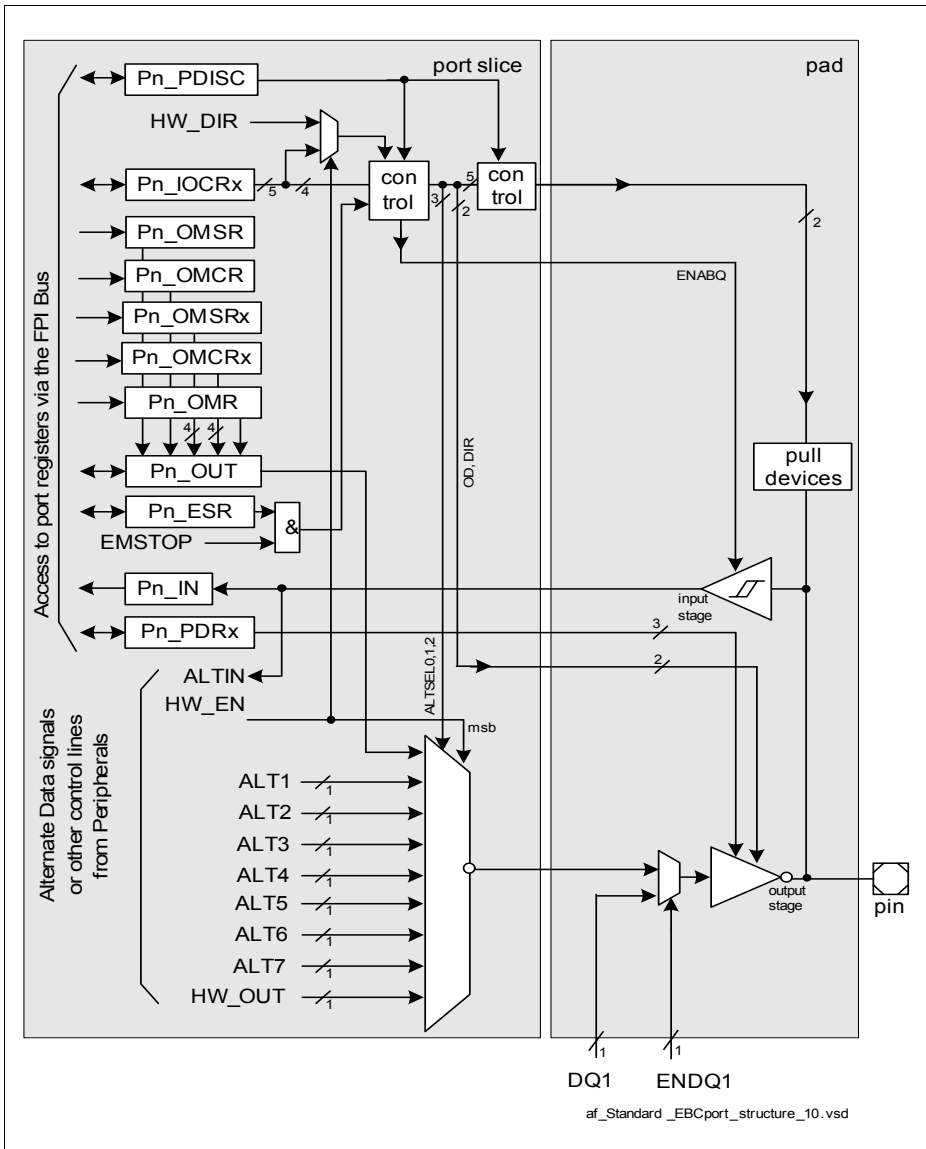 port slice
pad
Pn_PDISC
HW_DIR
Pn_IOCRx
5
4
con
trol
3
2
5
con
trol
2
Pn_OMSR
Pn_OMCR
ENABQ
Pn_OMSRx
Pn_OMCRx
Pn_OMR
4
4
Pn_OUT
OD, DIR
pull
devices
Pn_ESR
&
EMSTOP
Access to port registers via the FPI Bus
Pn_IN
input
stage
Pn_PDRx
3
2
ALTIN
HW_EN
ALTSEL0,1,2
msb
Alternate Data signals
or other control lines
from Peripherals
ALT1
1
ALT2
1
ALT3
1
ALT4
1
ALT5
1
ALT6
1
ALT7
1
HW_OUT
1
output
stage
pin
1
1
DQ1
ENDQ1
af_Standard _EBCport_structure_10.vsd